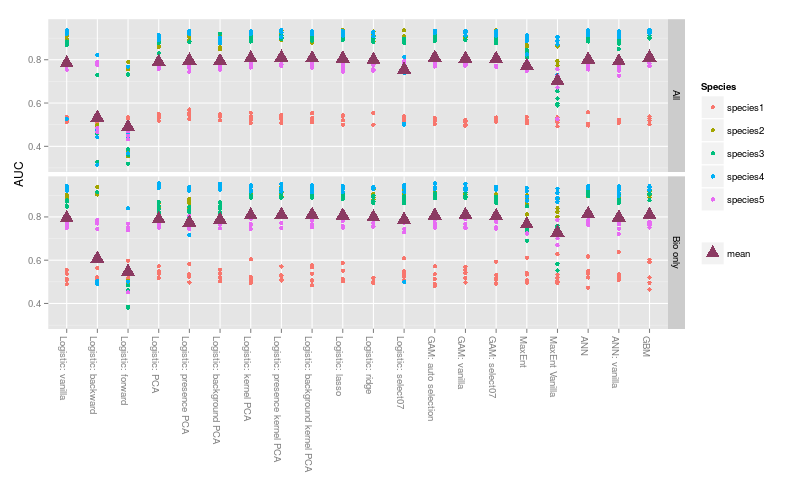 AUC
0.8
0.6
0.4
All
0.8
0.6
0.4
Bio only
Logistic: vanilla
Logistic: backward
Logistic: forward
Logistic: PCA
Logistic: presence PCA
Logistic: background PCA
Logistic: kernel PCA
Logistic: presence kernel PCA
Logistic: background kernel PCA
Logistic: lasso
Logistic: ridge
Logistic: select07
GAM: auto selection
GAM: vanilla
GAM: select07
MaxEnt
MaxEnt Vanilla
ANN
ANN: vanilla
GBM
Species
species1
species2
species3
species4
species5
mean